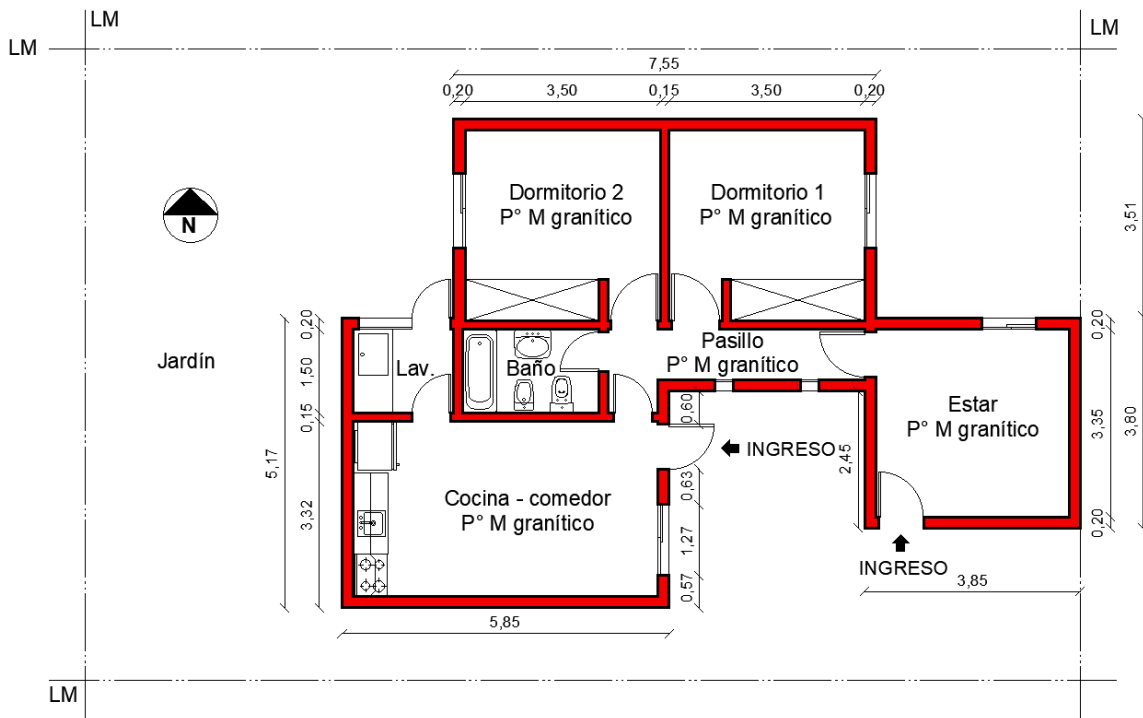 LM
LM
LM
7,55
0,20
3,50
0,15
3,50
0,20
Dormitorio 2
P° M granítico
Dormitorio 1
P° M granítico
3,51
N
Jardín
0,20
1,50
0,15
5,17
3,32
Lav.
Baño
Pasillo
P° M granítico
Estar
P° M granítico
0,20
3,35
3,80
0,20
0,60
INGRESO
2,45
0,63
1,27
0,57
Cocina - comedor
P° M granítico
INGRESO
3,85
5,85
LM